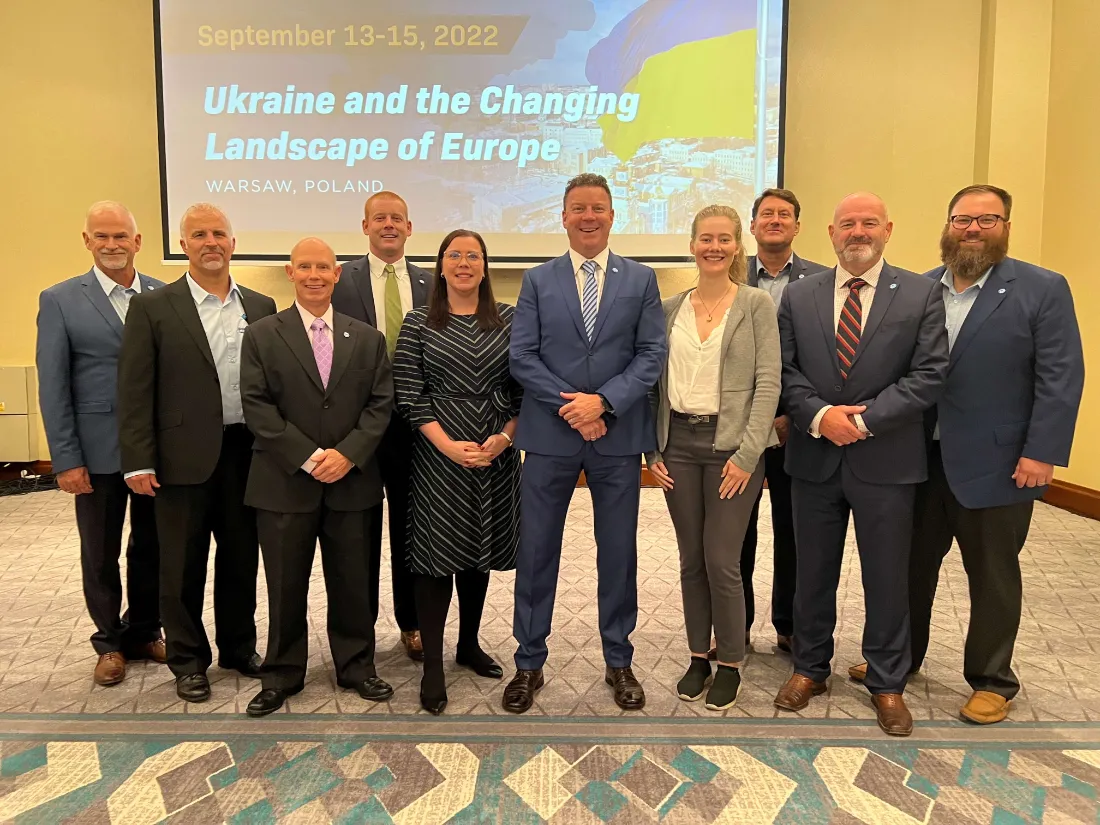 September 13-15, 2022
Ukraine and the Changing
Landscape of Europe
WARSAW, POLAND